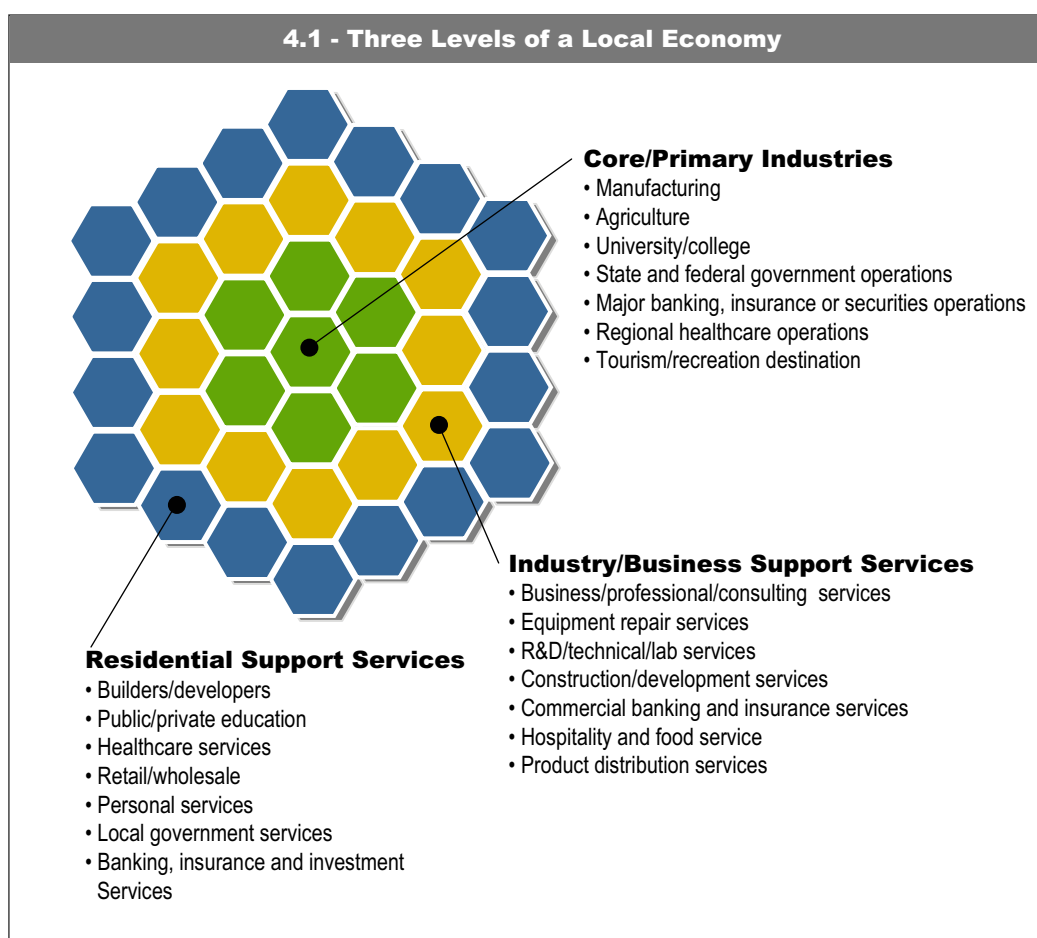 4.1 - Three Levels of a Local Economy
Core/Primary Industries
• Manufacturing
• Agriculture
• University/college
• State and federal government operations
• Major banking, insurance or securities operations
• Regional healthcare operations
• Tourism/recreation destination
Industry/Business Support Services
• Business/professional/consulting services
• Equipment repair services
• R&D/technical/lab services
• Construction/development services
• Commercial banking and insurance services
• Hospitality and food service
• Product distribution services
Residential Support Services
• Builders/developers
• Public/private education
• Healthcare services
• Retail/wholesale
• Personal services
• Local government services
• Banking, insurance and investment
Services